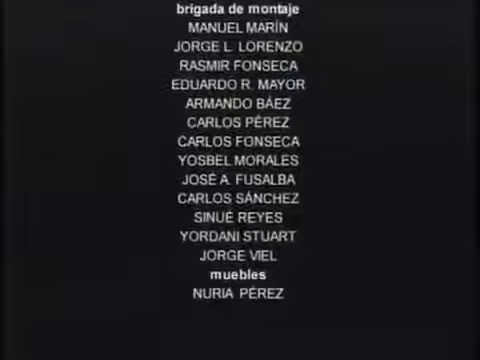 brigada de montaje
MANUEL MARÍN
JORGE L. LORENZO
RASMIR FONSECA
EDUARDO R. MAYOR
ARMANDO BÁEZ
CARLOS PÉREZ
CARLOS FONSECA
YOSBEL MORALES
JOSÉ A. FUSALBA
CARLOS SÁNCHEZ
SINUÉ REYES
YORDANI STUART
JORGE VIEL
muebles
NURIA PÉREZ